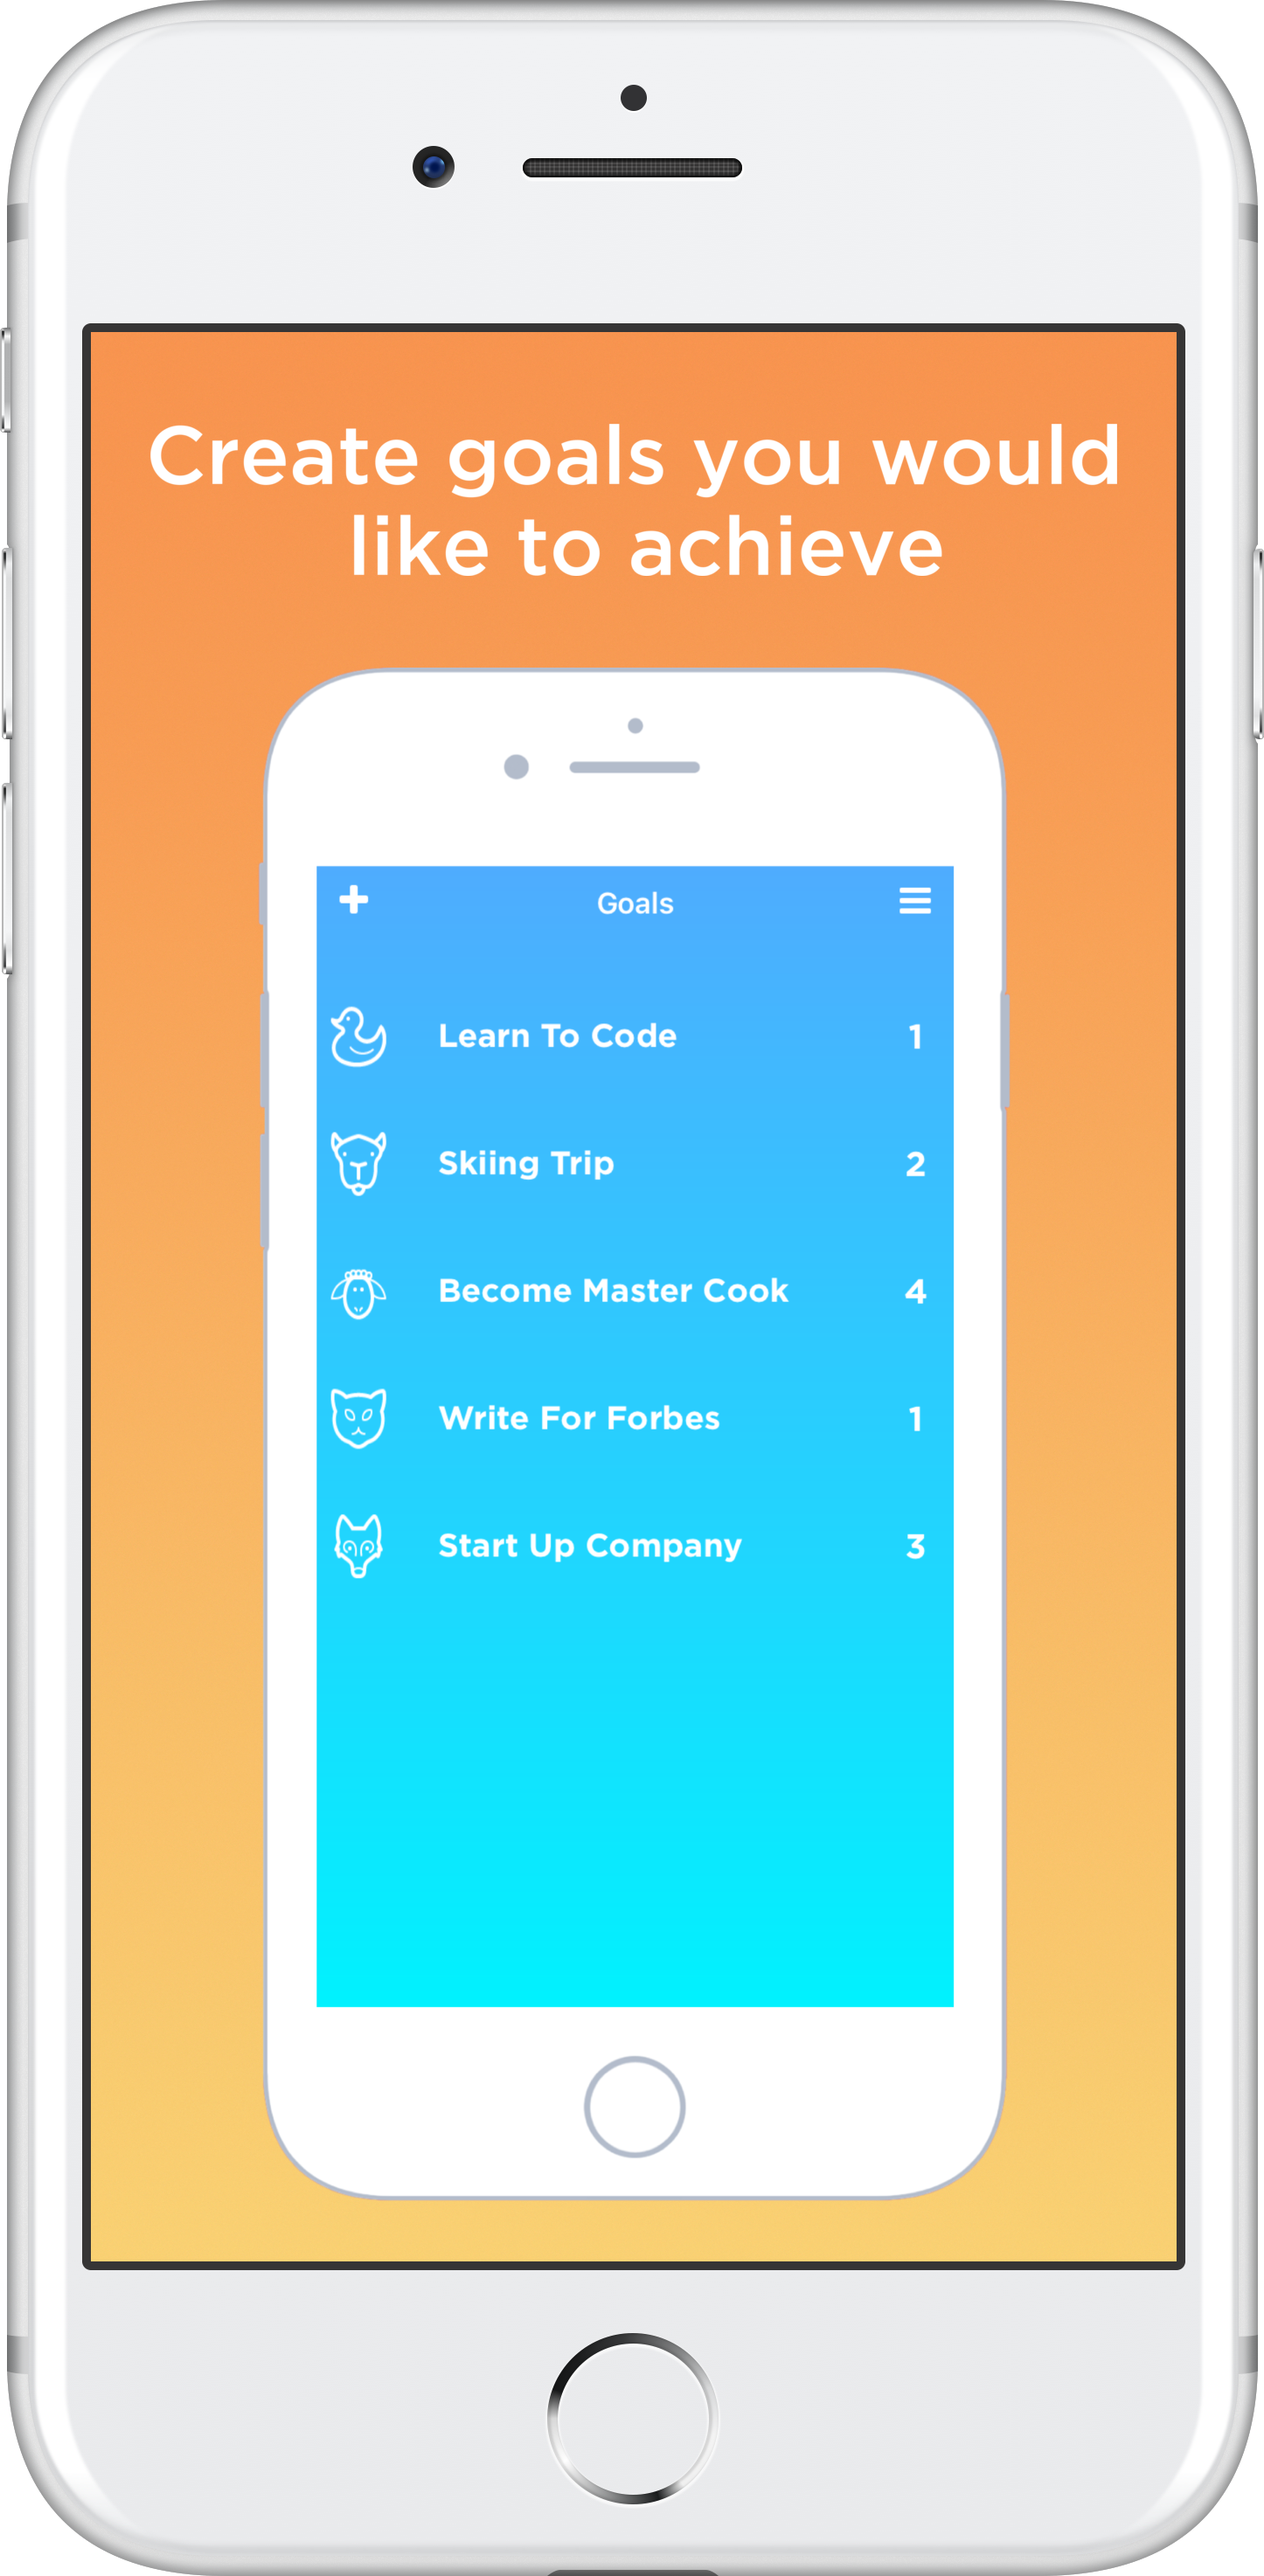 Create goals you would
like to achieve
Goals
Learn To Code 1
Skiing Trip 2
Become Master Cook 4
Write For Forbes 1
Start Up Company 3